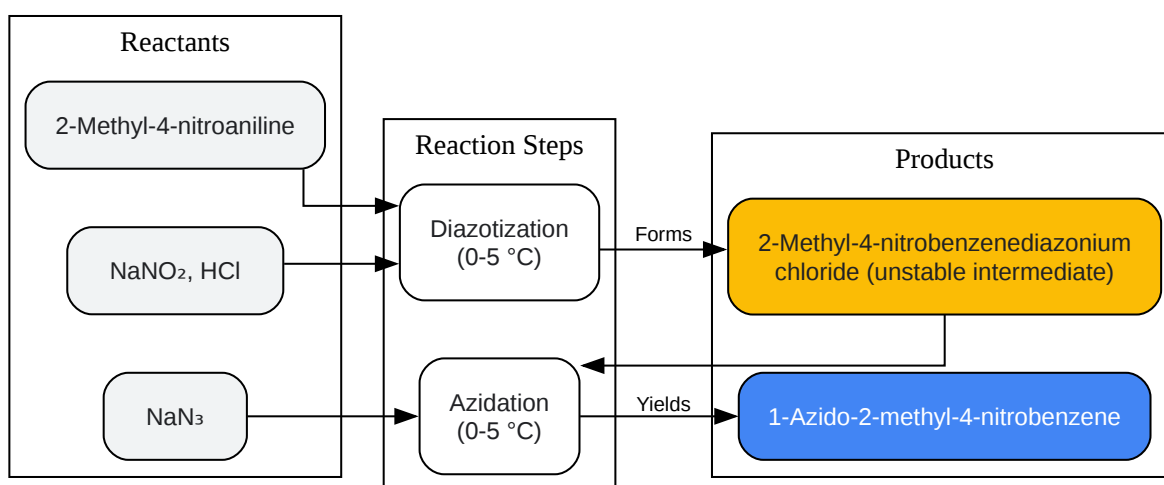 Reactants
2-Methyl-4-nitroaniline
NaNO₂, HCl
NaN₃
Reaction Steps
Diazotization
(0-5 °C)
Azidation
(0-5 °C)
Forms
Yields
Products
2-Methyl-4-nitrobenzenediazonium
chloride (unstable intermediate)
1-Azido-2-methyl-4-nitrobenzene